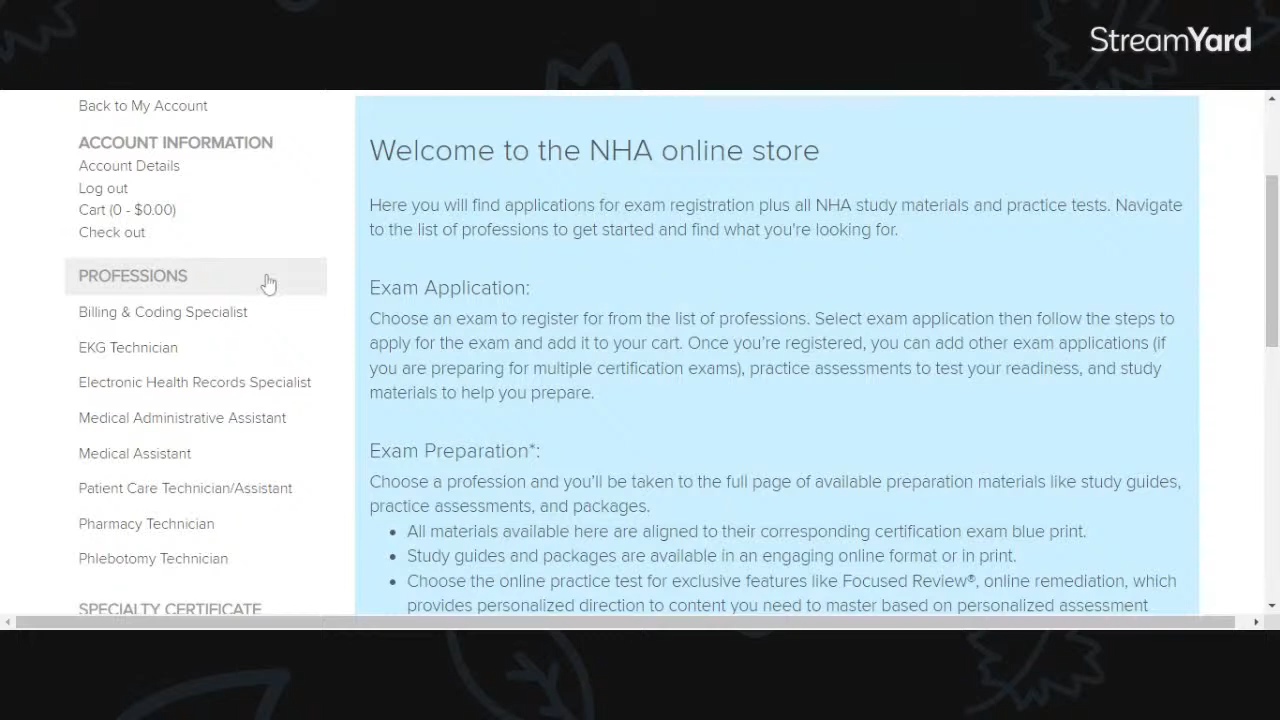 StreamYard
Back to My Account
ACCOUNT INFORMATION
Account Details
Log out
Cart (0 - $0.00)
Check out
PROFESSIONS
Billing & Coding Specialist
EKG Technician
Electronic Health Records Specialist
Medical Administrative Assistant
Medical Assistant
Patient Care Technician/Assistant
Pharmacy Technician
Phlebotomy Technician
SPECIALTY CERTIFICATE
Welcome to the NHA online store
Here you will find applications for exam registration plus all NHA study materials and practice tests. Navigate
to the list of professions to get started and find what you're looking for.
Exam Application:
Choose an exam to register for from the list of professions. Select exam application then follow the steps to
apply for the exam and add it to your cart. Once you're registered, you can add other exam applications (if
you are preparing for multiple certification exams), practice assessments to test your readiness, and study
materials to help you prepare.
Exam Preparation*:
Choose a profession and you'll be taken to the full page of available preparation materials like study guides,
practice assessments, and packages.
• All materials available here are aligned to their corresponding certification exam blue print.
• Study guides and packages are available in an engaging online format or in print.
• Choose the online practice test for exclusive features like Focused Review®, online remediation, which
provides personalized direction to content you need to master based on personalized assessment